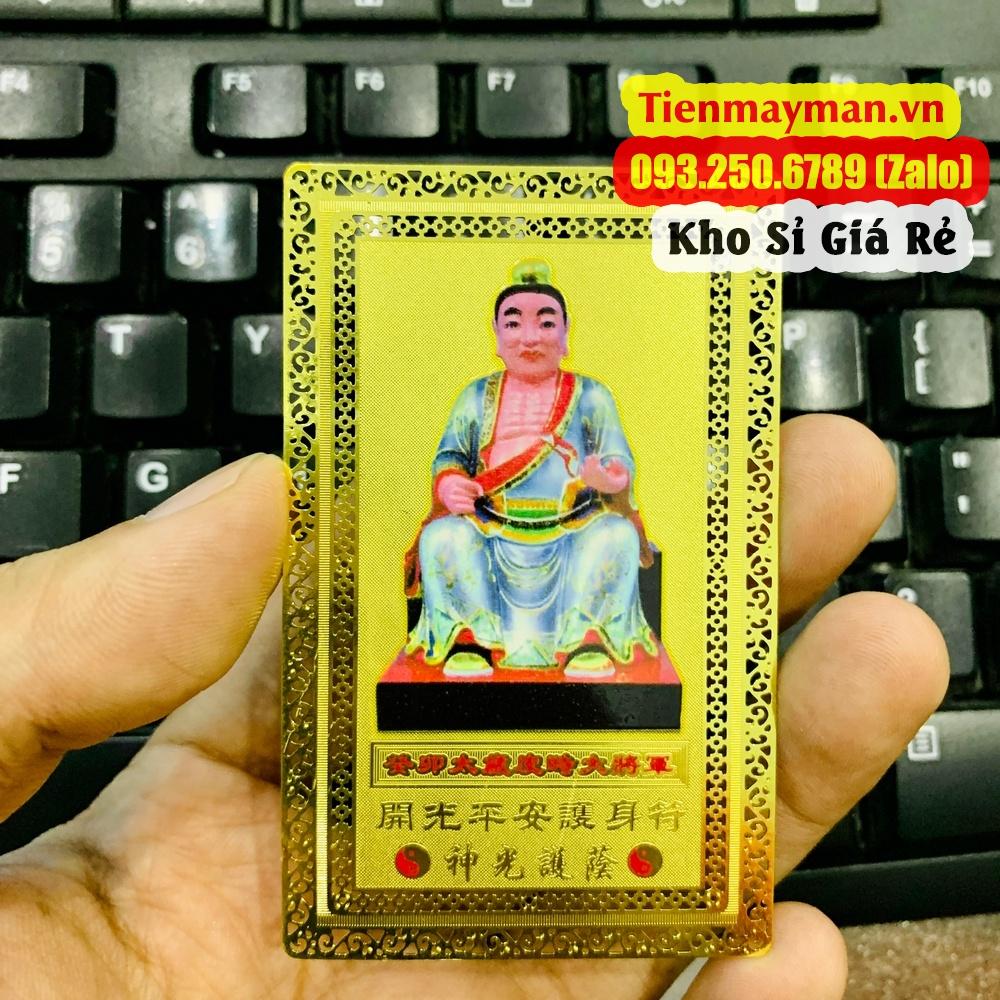 F4 F5 F6 F7 F9 F10
Tienmayman.vn
093.250.6789 (Zalo)
Kho Sỉ Giá Rẻ
% 5 ^ 6
T Y P { [
F G " '
癸卯太歲皮時大將軍
開光平安護身符
神光護蔭